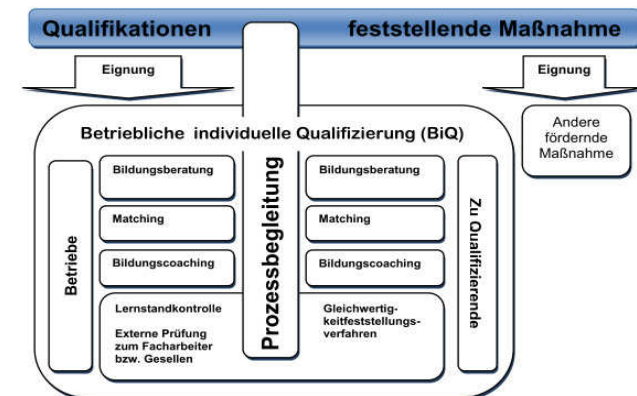 Qualifikationen feststellende Maßnahme
Eignung
Eignung
Betriebliche individuelle Qualifizierung (BiQ)
Andere
fördernde
Maßnahme
Betriebe
Bildungsberatung
Matching
Bildungscoaching
Lernstandkontrolle
Externe Prüfung
zum Facharbeiter
bzw. Gesellen
Prozessbegleitung
Bildungsberatung
Matching
Bildungscoaching
Gleichwertig-
keitfeststellungs-
verfahren
Zu Qualifizierende